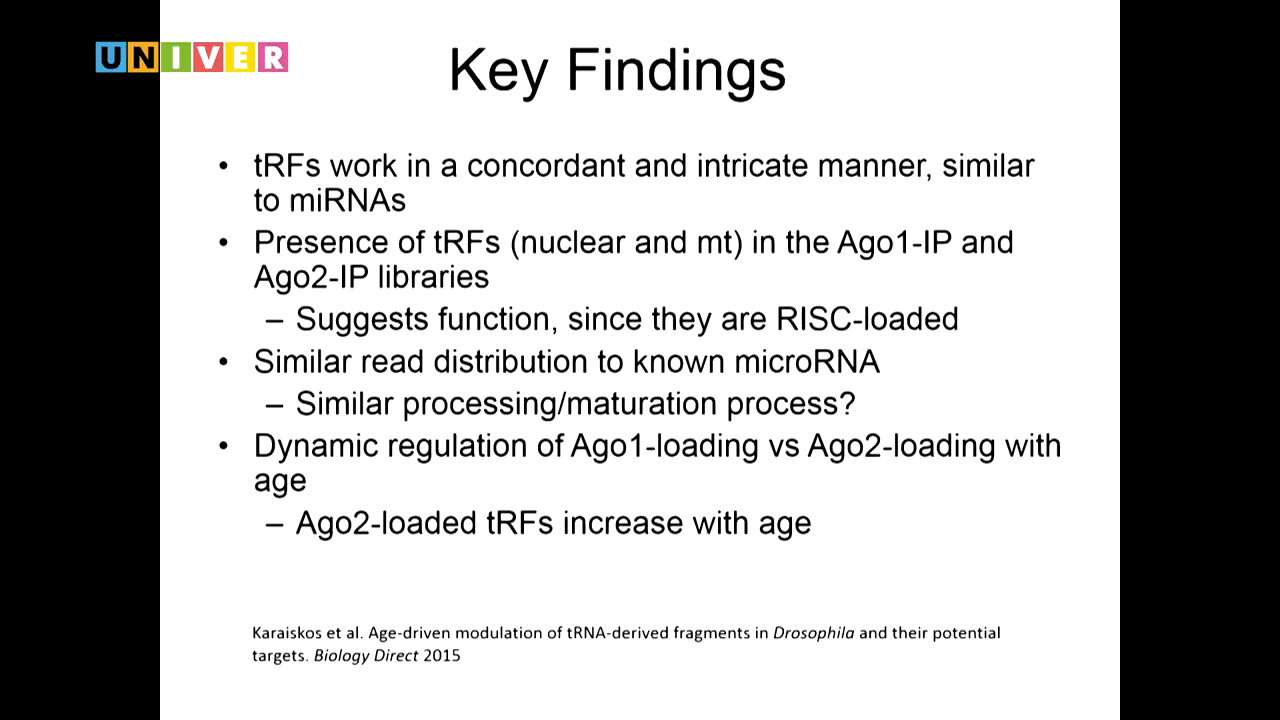 UNIVER
Key Findings
• tRFs work in a concordant and intricate manner, similar
to miRNAs
• Presence of tRFs (nuclear and mt) in the Ago1-IP and
Ago2-IP libraries
– Suggests function, since they are RISC-loaded
• Similar read distribution to known microRNA
– Similar processing/maturation process?
• Dynamic regulation of Ago1-loading vs Ago2-loading with
age
– Ago2-loaded tRFs increase with age
Karaiskos et al. Age-driven modulation of tRNA-derived fragments in Drosophila and their potential
targets. Biology Direct 2015